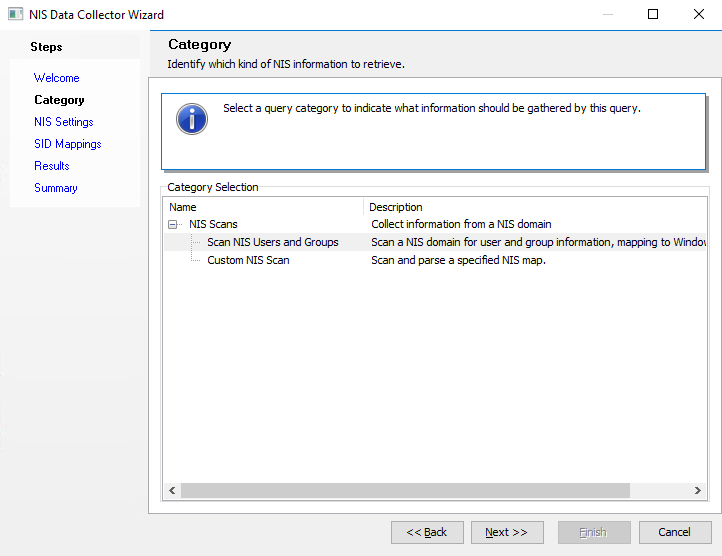 NIS Data Collector Wizard
Steps
Welcome
Category
NIS Settings
SID Mappings
Results
Summary
Category
Identify which kind of NIS information to retrieve.
Select a query category to indicate what information should be gathered by this query.
Category Selection
Name Description
NIS Scans Collect information from a NIS domain
Scan NIS Users and Groups Scan a NIS domain for user and group information, mapping to Window
Custom NIS Scan Scan and parse a specified NIS map.
<< Back Next >> Finish Cancel